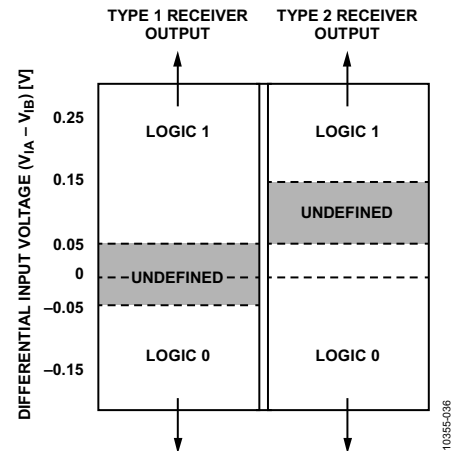 TYPE 1 RECEIVER
OUTPUT
TYPE 2 RECEIVER
OUTPUT
DIFFERENTIAL INPUT VOLTAGE (VIA – VIB) [V]
0.25
0.15
0.05
0
–0.05
–0.15
LOGIC 1
UNDEFINED
LOGIC 0
LOGIC 1
UNDEFINED
LOGIC 0
10355-036